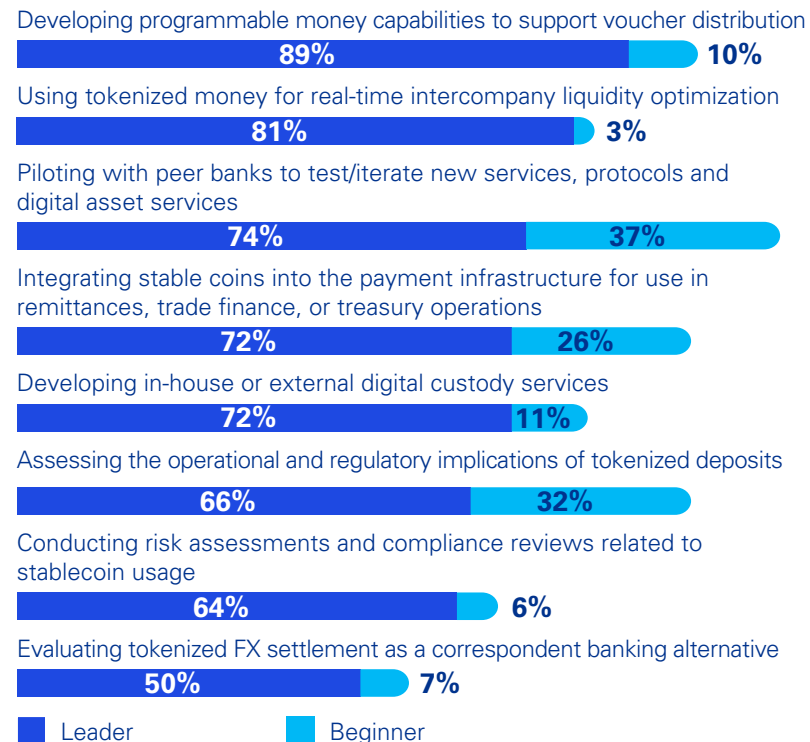 Developing programmable money capabilities to support voucher distribution
89% 10%
Using tokenized money for real-time intercompany liquidity optimization
81% 3%
Piloting with peer banks to test/iterate new services, protocols and
digital asset services
74% 37%
Integrating stable coins into the payment infrastructure for use in
remittances, trade finance, or treasury operations
72% 26%
Developing in-house or external digital custody services
72% 11%
Assessing the operational and regulatory implications of tokenized deposits
66% 32%
Conducting risk assessments and compliance reviews related to
stablecoin usage
64% 6%
Evaluating tokenized FX settlement as a correspondent banking alternative
50% 7%
Leader Beginner